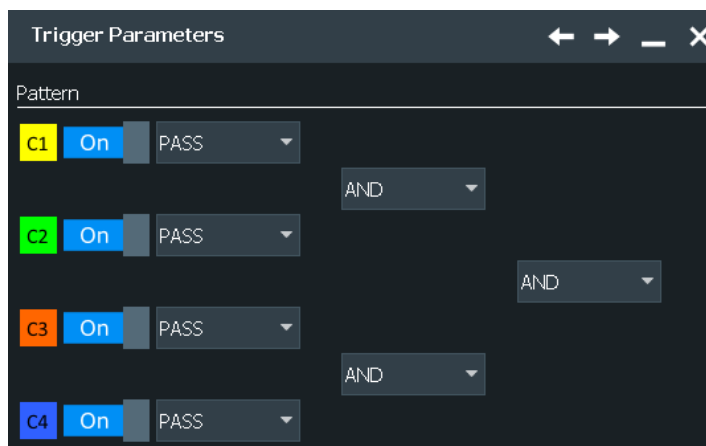 Trigger Parameters
Pattern
C1 On PASS
AND
C2 On PASS
AND
C3 On PASS
AND
C4 On PASS